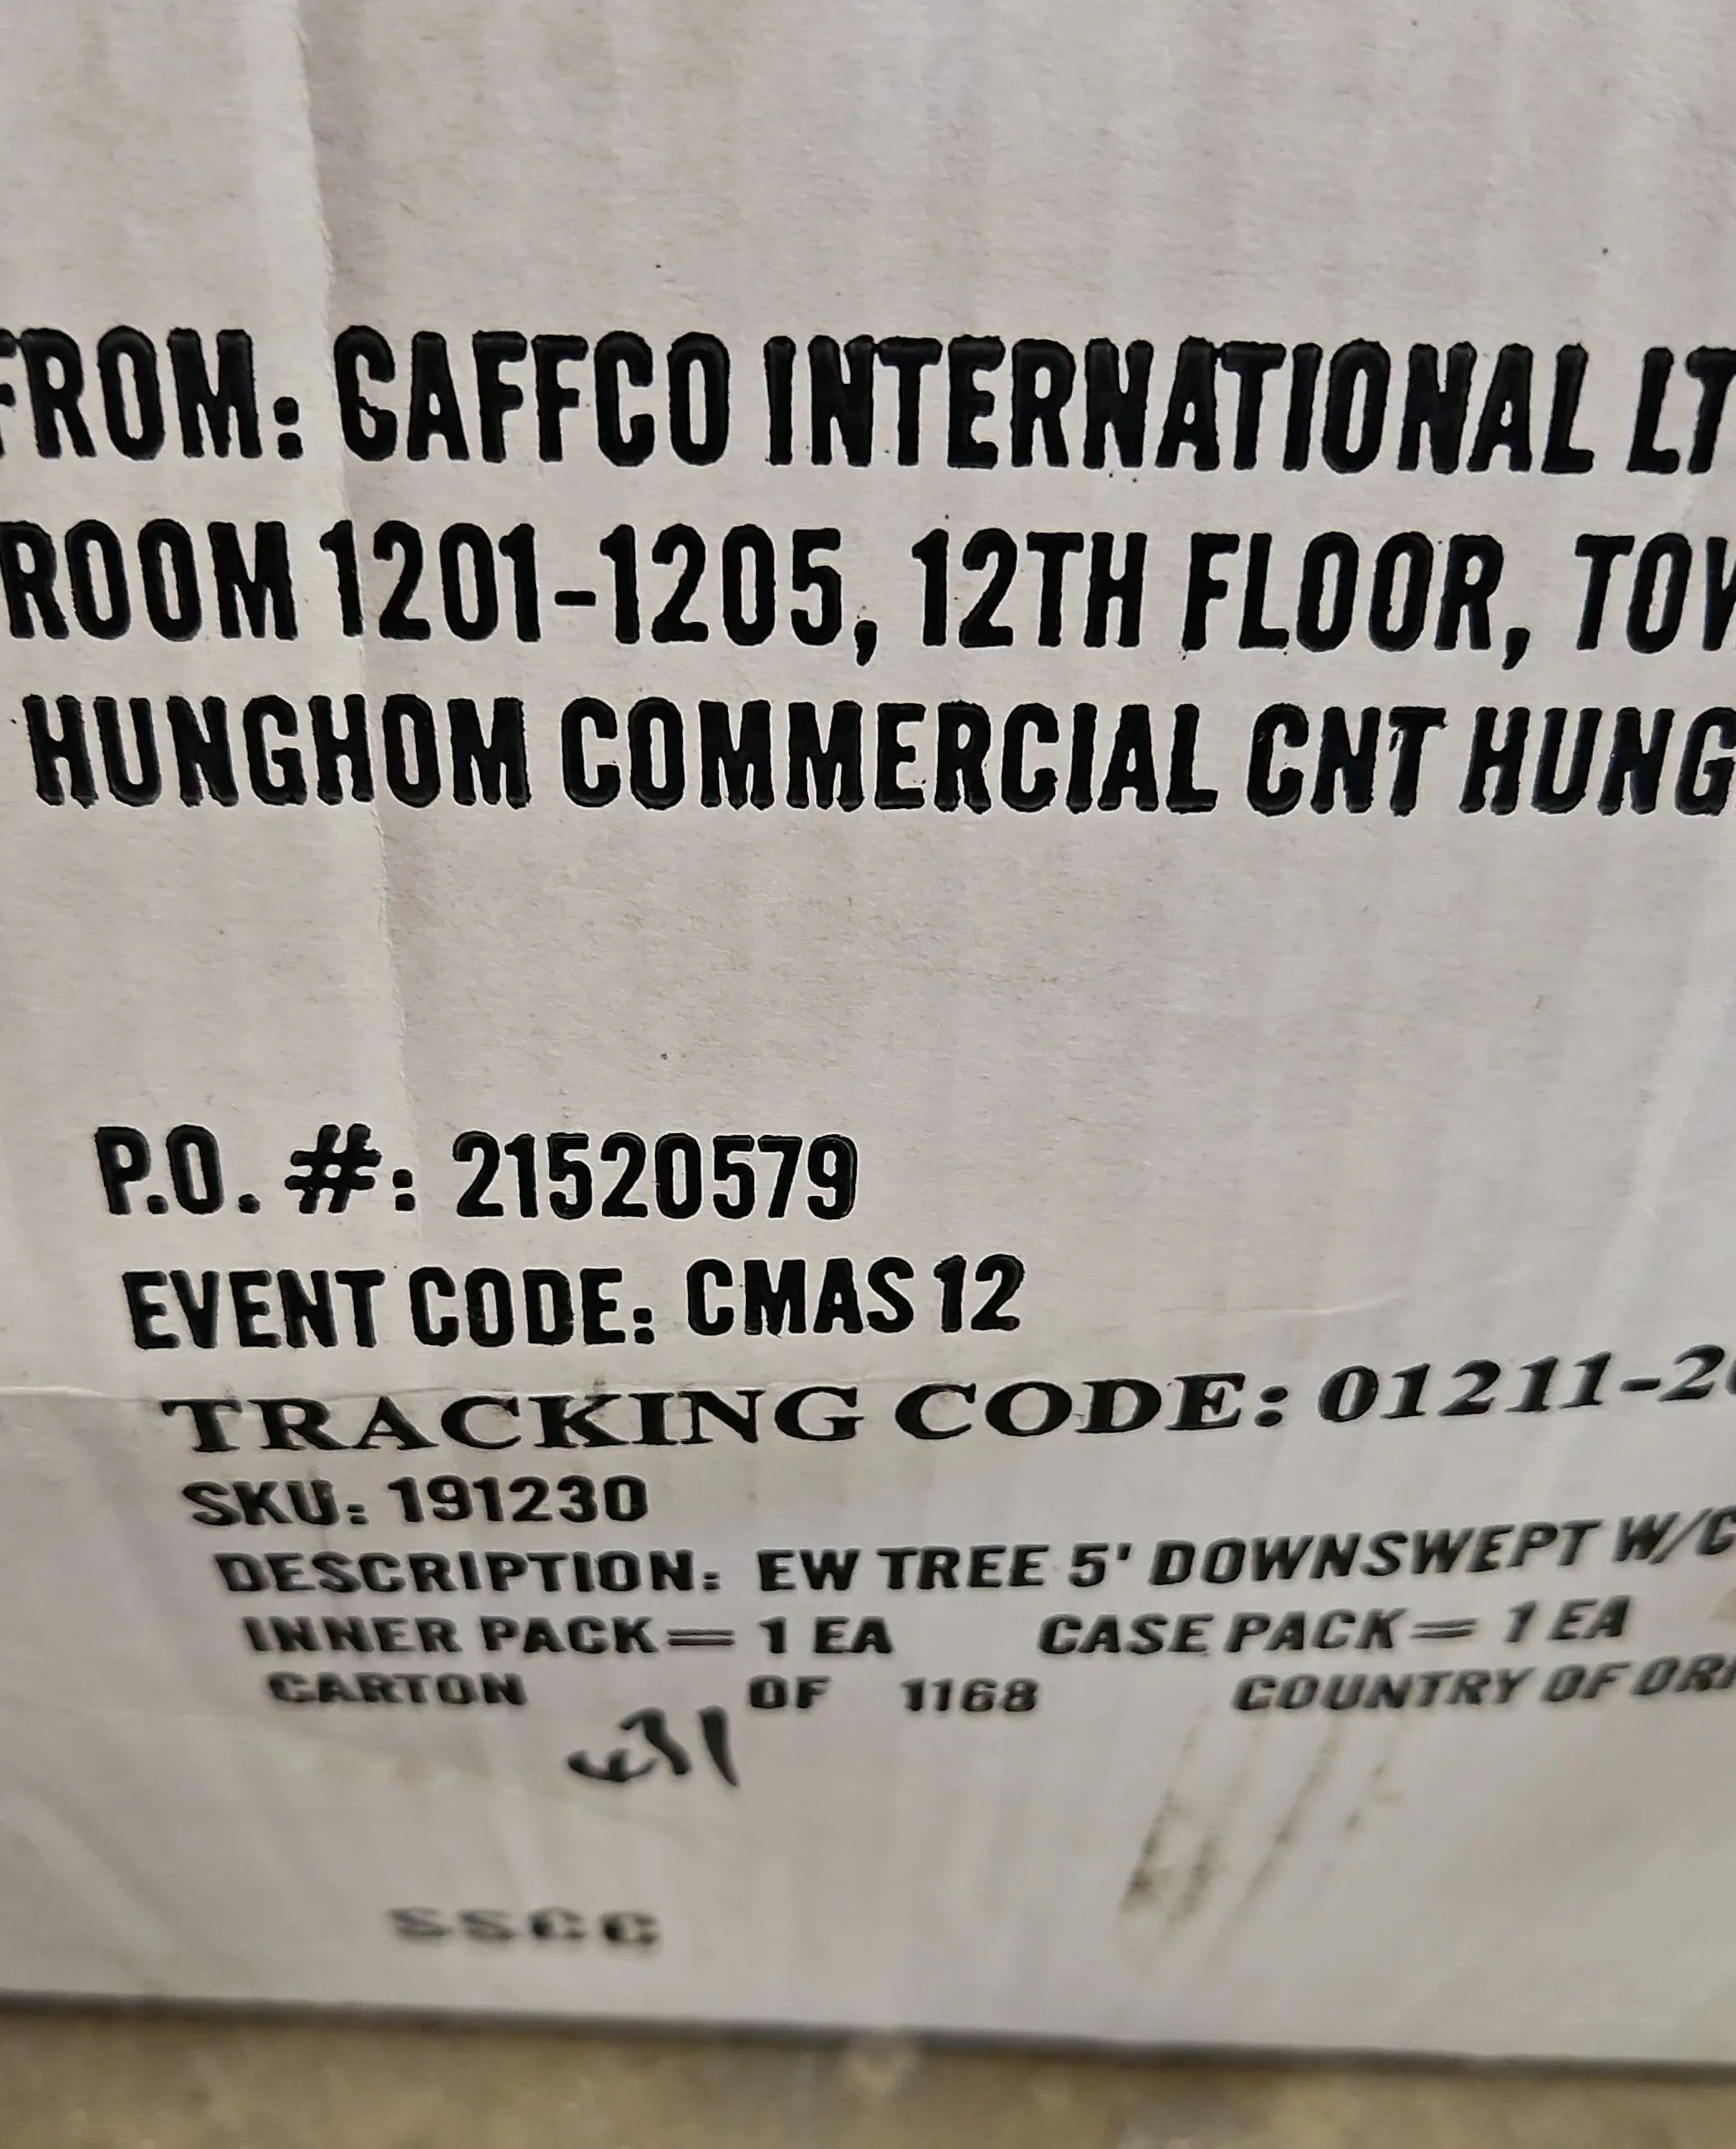 FROM: GAFFCO INTERNATIONAL LT
ROOM 1201-1205, 12TH FLOOR, TOW
HUNGHOM COMMERCIAL CNT HUNG
P.O. #: 21520579
EVENT CODE: CMAS 12
TRACKING CODE: 01211-20
SKU: 191230
DESCRIPTION: EW TREE 5' DOWNSWEPT W/C
INNER PACK= 1 EA CASE PACK= 1 EA
CARTON OF 1168 COUNTRY OF ORI
SSCC